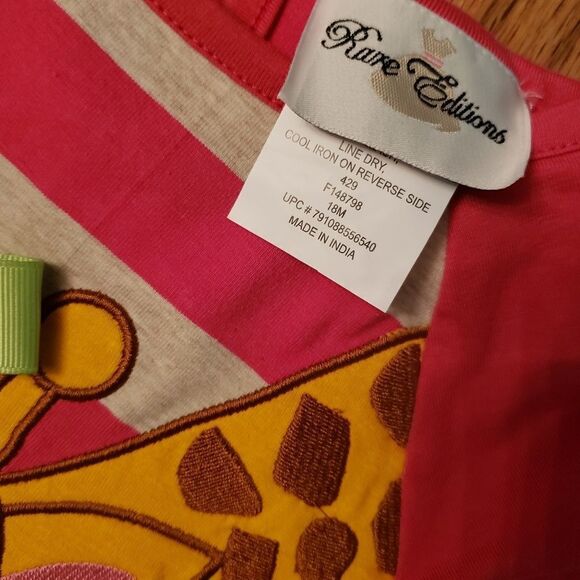 Rare Editions
LINE DRY,
COOL IRON ON REVERSE SIDE
429
F148798
18M
UPC # 791088556540
MADE IN INDIA